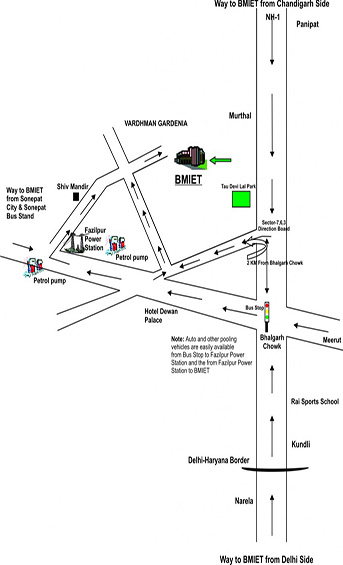 Way to BMIET from Chandigarh Side
NH-1
Panipat
Murthal
VARDHMAN GARDENIA
BMIET
Way to BMIET
from Sonepat
City & Sonepat
Bus Stand
Shiv Mandir
Tau Devi Lal Park
Sector-7,8,3
Direction Board
Fazilpur
Power
Station
Petrol pump
2 KM From Bhalgarh Chowk
Petrol pump
Bus Stop
Hotel Dewan
Palace
Bhalgarh
Chowk
Meerut
Note: Auto and other pooling
vehicles are easily available
from Bus Stop to Fazilpur Power
Station and the from Fazilpur Power
Station to BMIET
Rai Sports School
Kundli
Delhi-Haryana Border
Narela
Way to BMIET from Delhi Side